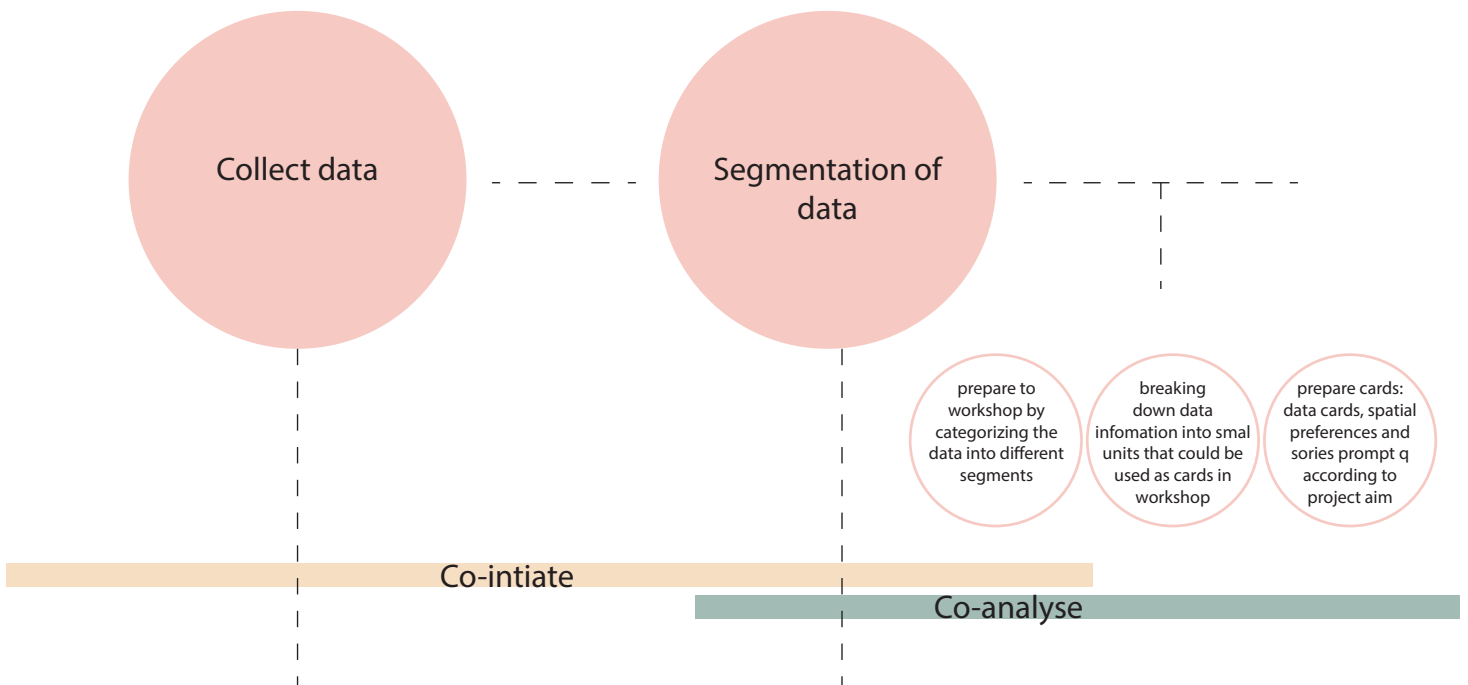 Collect data
Segmentation of
data
prepare to
workshop by
categorizing the
data into different
segments
breaking
down data
infomation into smal
units that could be
used as cards in
workshop
prepare cards:
data cards, spatial
preferences and
sories prompt q
according to
project aim
Co-intiate
Co-analyse